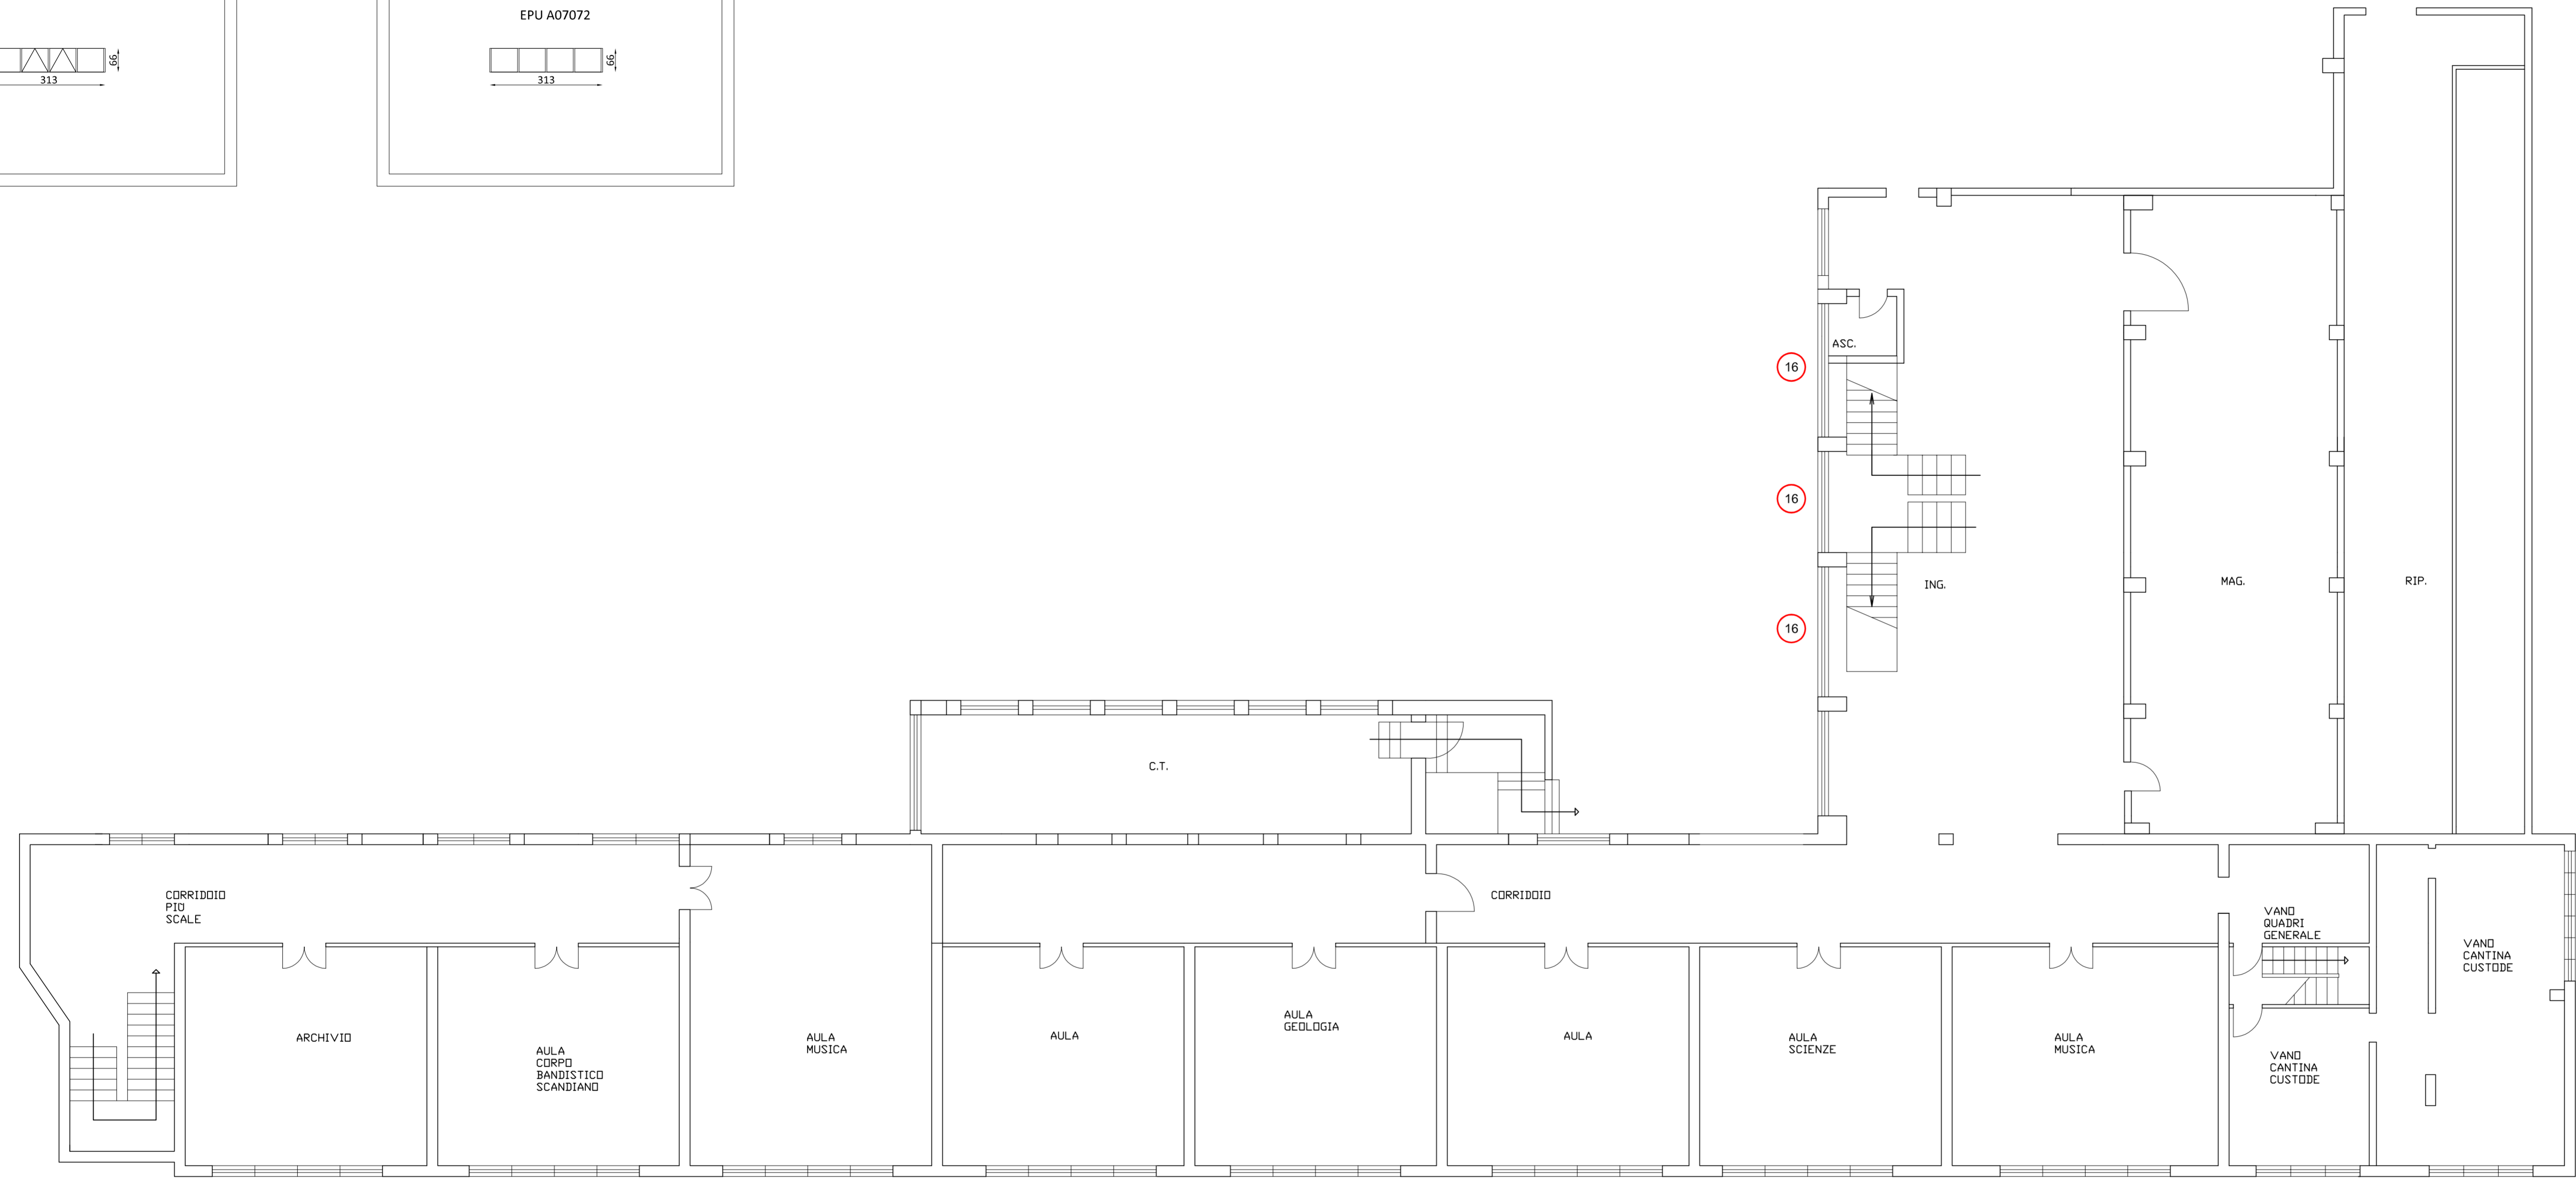 EPU A07072
66
313
66
313
ASC.
16
16
ING.
MAG.
RIP.
16
C.T.
CORRIDOIO
PIÙ
SCALE
CORRIDOIO
VANO
QUADRI
GENERALE
VANO
CANTINA
CUSTODE
ARCHIVIO
AULA
CORPO
BANDISTICO
SCANDIANO
AULA
MUSICA
AULA
AULA
GEOLOGIA
AULA
AULA
SCIENZE
AULA
MUSICA
VANO
CANTINA
CUSTODE